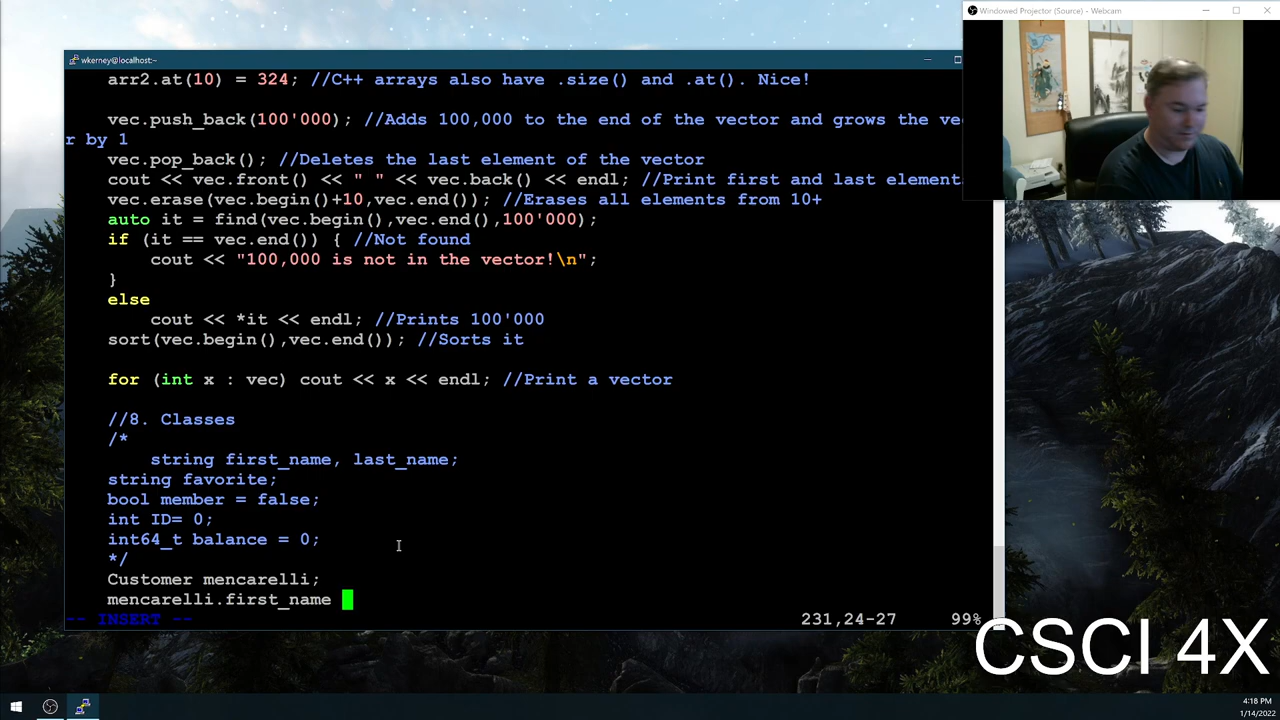 Windowed Projector (Source) - Webcam
wkerney@localhost:~
arr2.at(10) = 324; //C++ arrays also have .size() and .at(). Nice!
vec.push_back(100'000); //Adds 100,000 to the end of the vector and grows the vec
r by 1
vec.pop_back(); //Deletes the last element of the vector
cout << vec.front() << " " << vec.back() << endl; //Print first and last element
vec.erase(vec.begin()+10,vec.end()); //Erases all elements from 10+
auto it = find(vec.begin(),vec.end(),100'000);
if (it == vec.end()) { //Not found
cout << "100,000 is not in the vector!\n";
}
else
cout << *it << endl; //Prints 100'000
sort(vec.begin(),vec.end()); //Sorts it
for (int x : vec) cout << x << endl; //Print a vector
//8. Classes
/*
string first_name, last_name;
string favorite;
bool member = false;
int ID= 0;
int64_t balance = 0;
*/
Customer mencarelli;
mencarelli.first_name
-- INSERT -- 231,24-27 99%
CSCI 4X
4:18 PM
1/14/2022